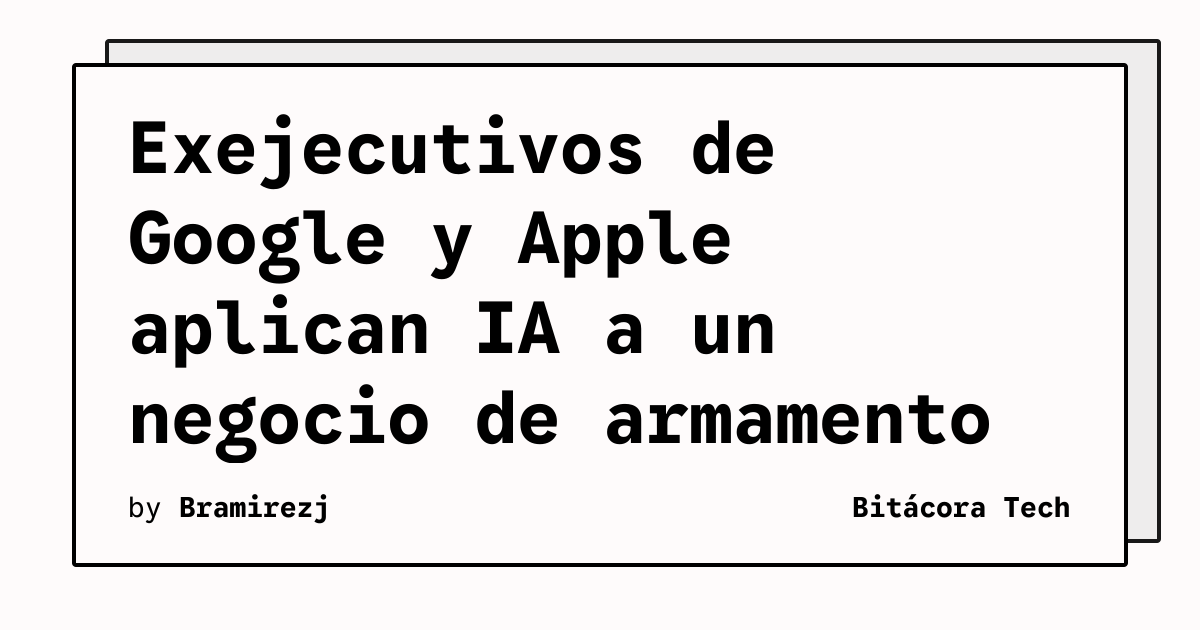 Exejecutivos de
Google y Apple
aplican IA a un
negocio de armamento
by Bramirezj
Bitácora Tech